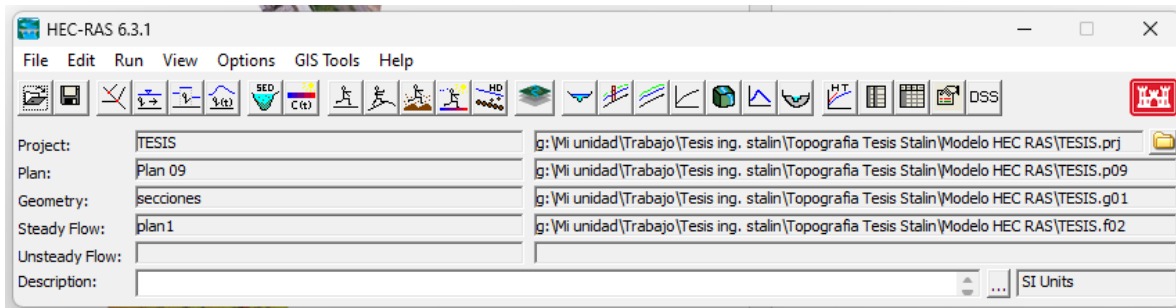 HEC-RAS 6.3.1
File Edit Run View Options GIS Tools Help
SED C(t) HD HT DSS
Project: TESIS g:\Mi unidad\Trabajo\Tesis ing. stalin\Topografia Tesis Stalin\Modelo HEC RAS\TESIS.prj
Plan: Plan 09 g:\Mi unidad\Trabajo\Tesis ing. stalin\Topografia Tesis Stalin\Modelo HEC RAS\TESIS.p09
Geometry: secciones g:\Mi unidad\Trabajo\Tesis ing. stalin\Topografia Tesis Stalin\Modelo HEC RAS\TESIS.g01
Steady Flow: plan1 g:\Mi unidad\Trabajo\Tesis ing. stalin\Topografia Tesis Stalin\Modelo HEC RAS\TESIS.f02
Unsteady Flow:
Description: ... SI Units